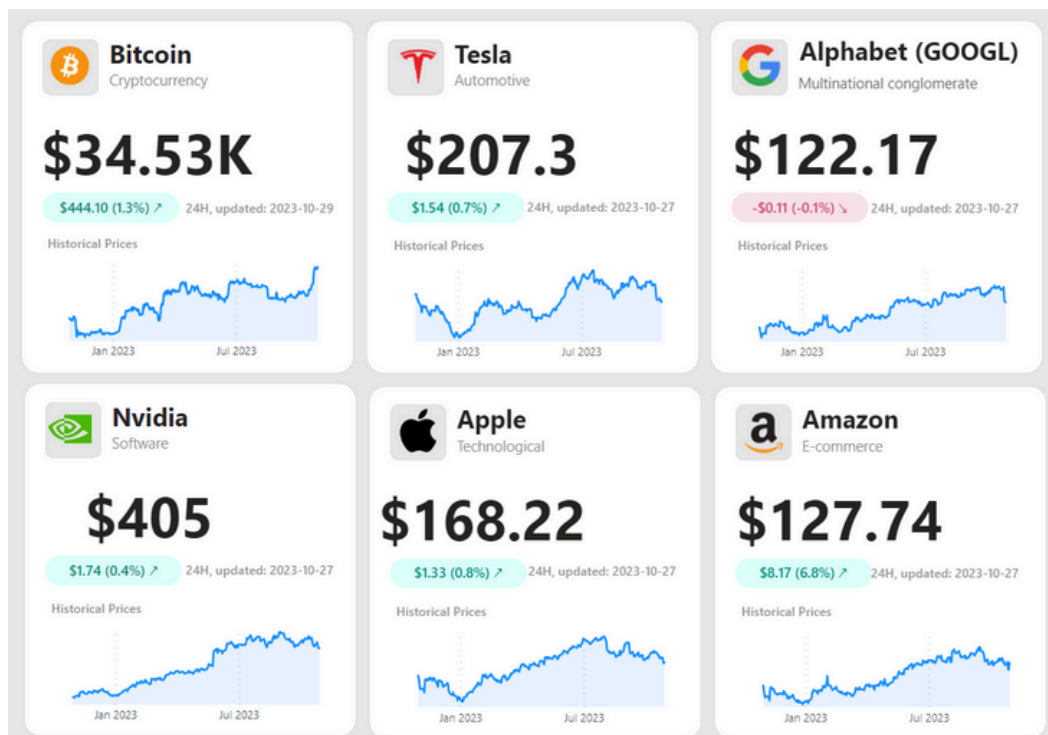 Bitcoin
Cryptocurrency
$34.53K
$444.10 (1.3%) ↗ 24H, updated: 2023-10-29
Historical Prices
Jan 2023 Jul 2023
Tesla
Automotive
$207.3
$1.54 (0.7%) ↗ 24H, updated: 2023-10-27
Historical Prices
Jan 2023 Jul 2023
Alphabet (GOOGL)
Multinational conglomerate
$122.17
-$0.11 (-0.1%) ↘ 24H, updated: 2023-10-27
Historical Prices
Jan 2023 Jul 2023
Nvidia
Software
$405
$1.74 (0.4%) ↗ 24H, updated: 2023-10-27
Historical Prices
Jan 2023 Jul 2023
Apple
Technological
$168.22
$1.33 (0.8%) ↗ 24H, updated: 2023-10-27
Historical Prices
Jan 2023 Jul 2023
a
Amazon
E-commerce
$127.74
$8.17 (6.8%) ↗ 24H, updated: 2023-10-27
Historical Prices
Jan 2023 Jul 2023